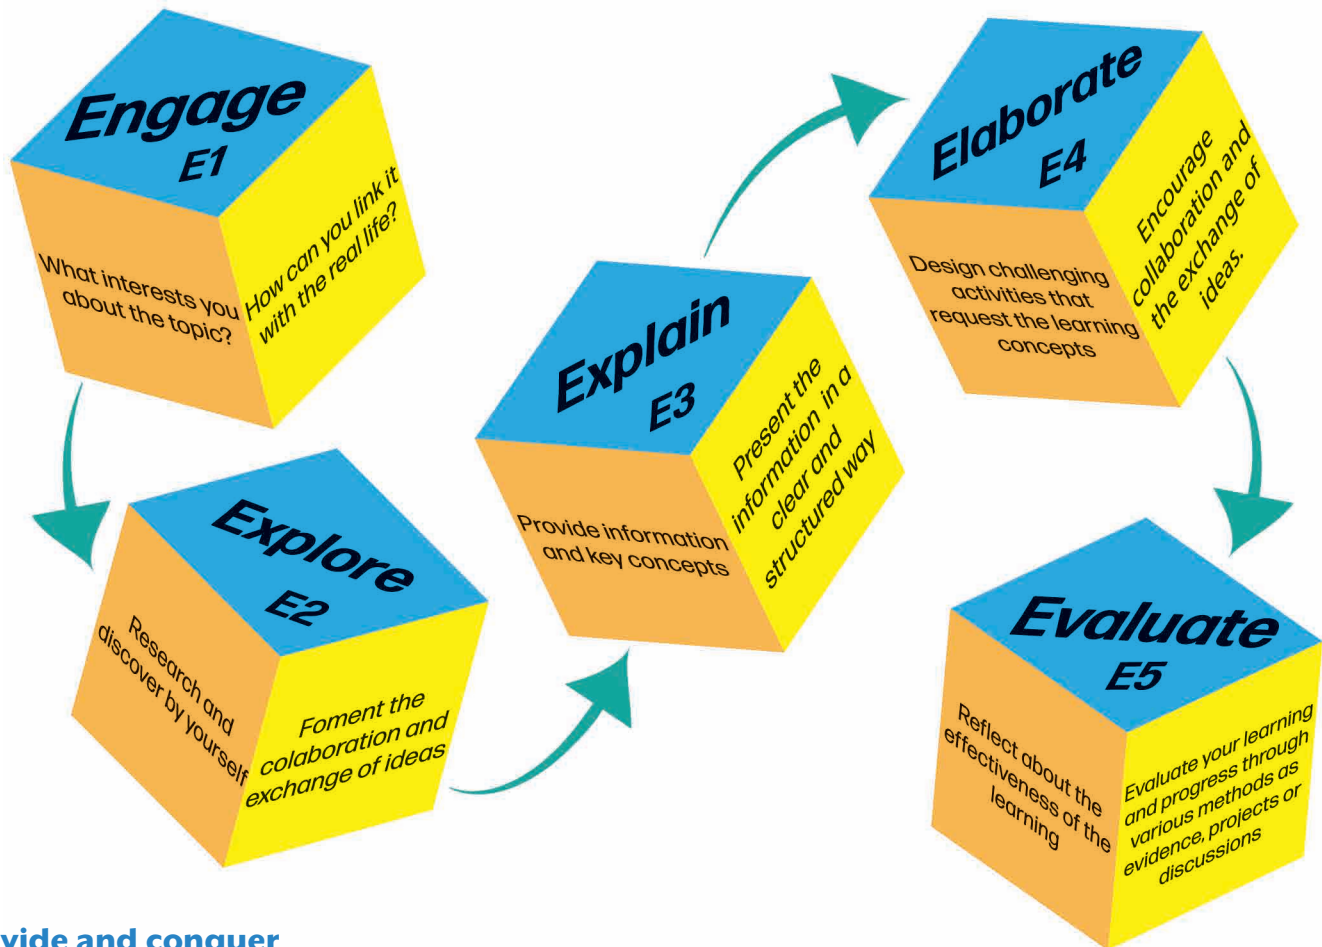 Engage
E1
What interests you
about the topic?
How can you link it
with the real life?
Explore
E2
Research and
discover by yourself
Foment the
colaboration and
exchange of ideas
Explain
E3
Provide information
and key concepts
Present the
information in a
clear and
structured way
Elaborate
E4
Design challenging
activities that
request the learning
concepts
Encourage
collaboration and
the exchange of
ideas.
Evaluate
E5
Reflect about the
effectiveness of the
learning
Evaluate your learning
and progress through
various methods as
evidence, projects or
discussions
and conquer